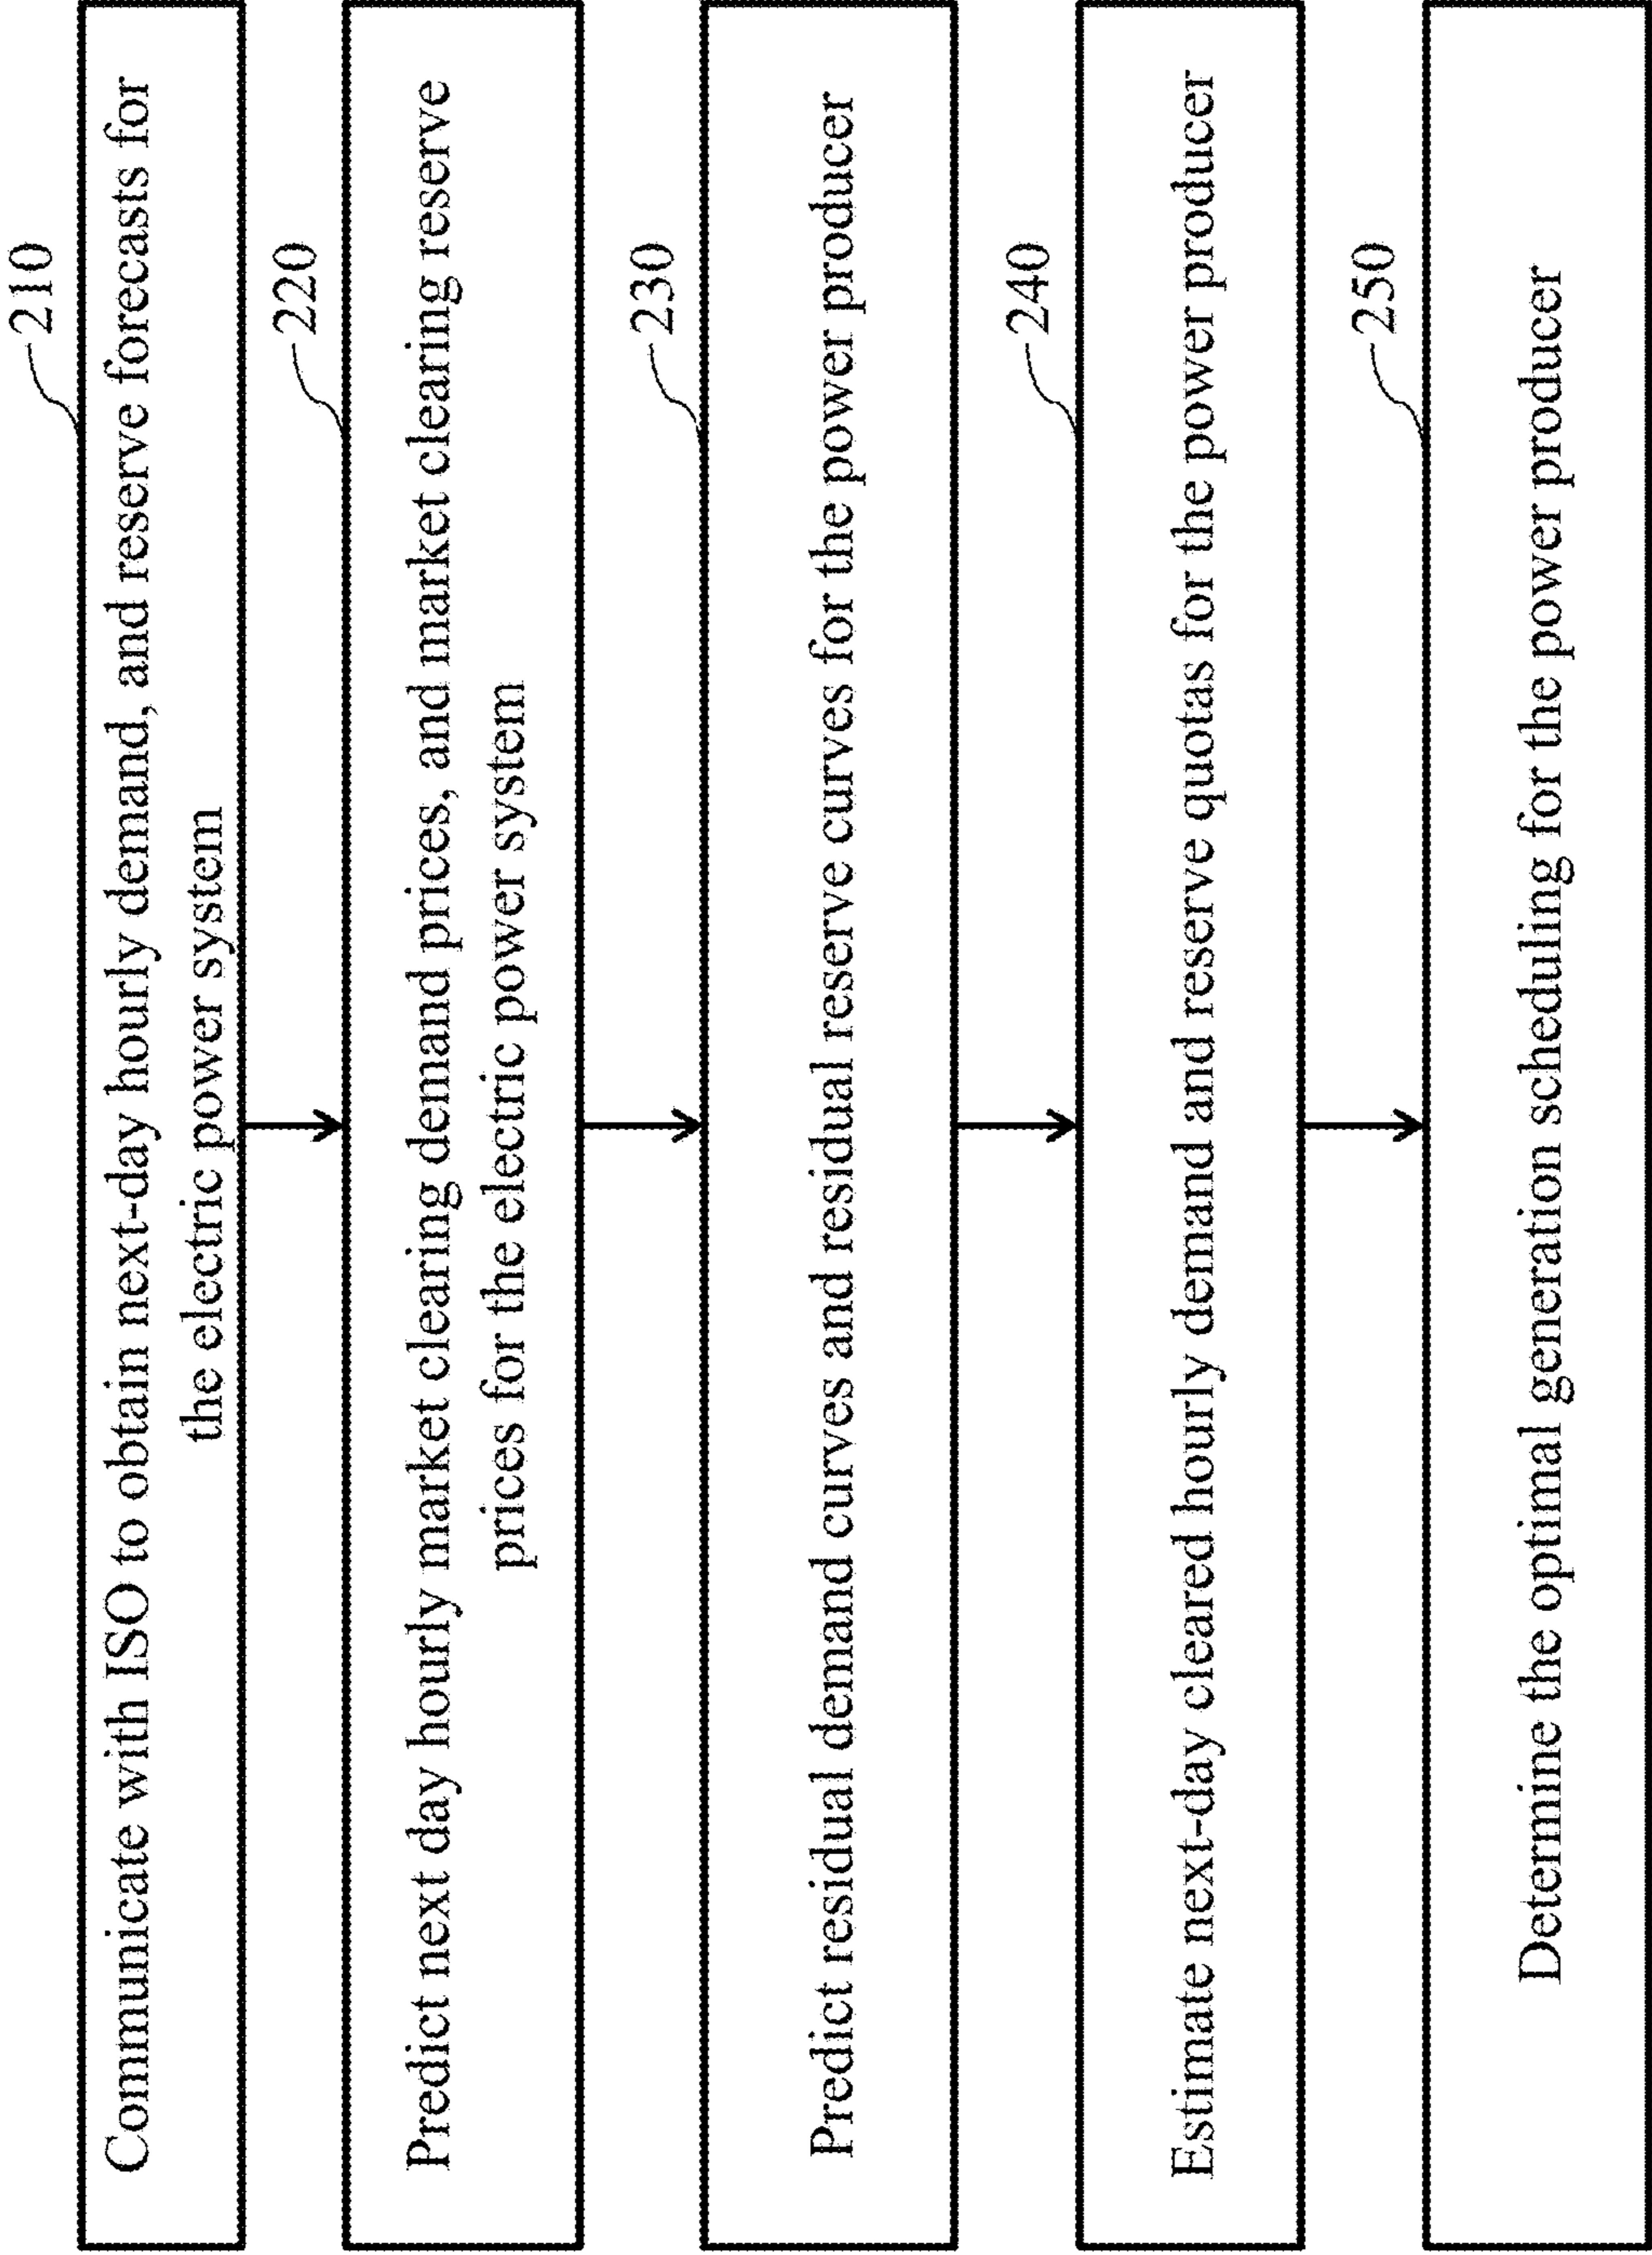 210
Communicate with ISO to obtain next-day hourly demand, and reserve forecasts for
the electric power system
220
Predict next day hourly market clearing demand prices, and market clearing reserve
prices for the electric power system
230
Predict residual demand curves and residual reserve curves for the power producer
240
Estimate next-day cleared hourly demand and reserve quotas for the power producer
250
Determine the optimal generation scheduling for the power producer